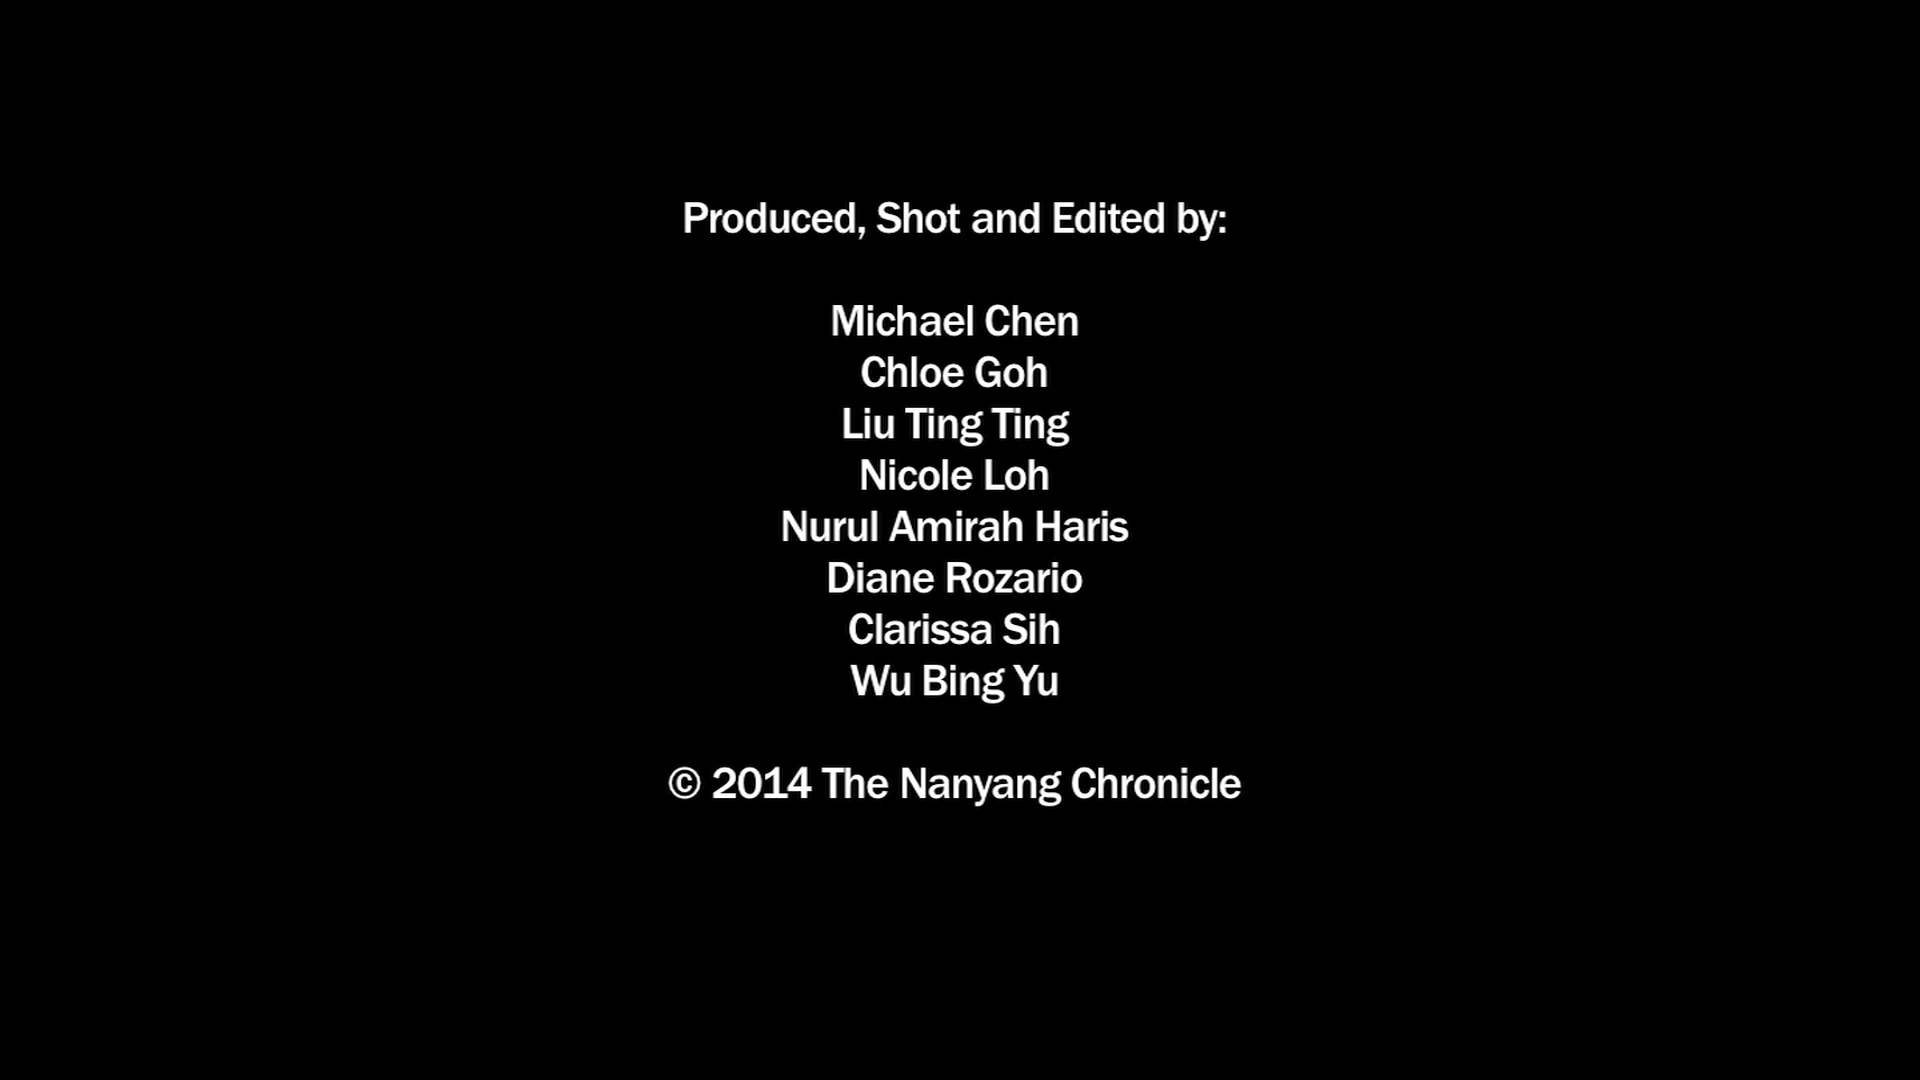 Produced, Shot and Edited by:
Michael Chen
Chloe Goh
Liu Ting Ting
Nicole Loh
Nurul Amirah Haris
Diane Rozario
Clarissa Sih
Wu Bing Yu
© 2014 The Nanyang Chronicle